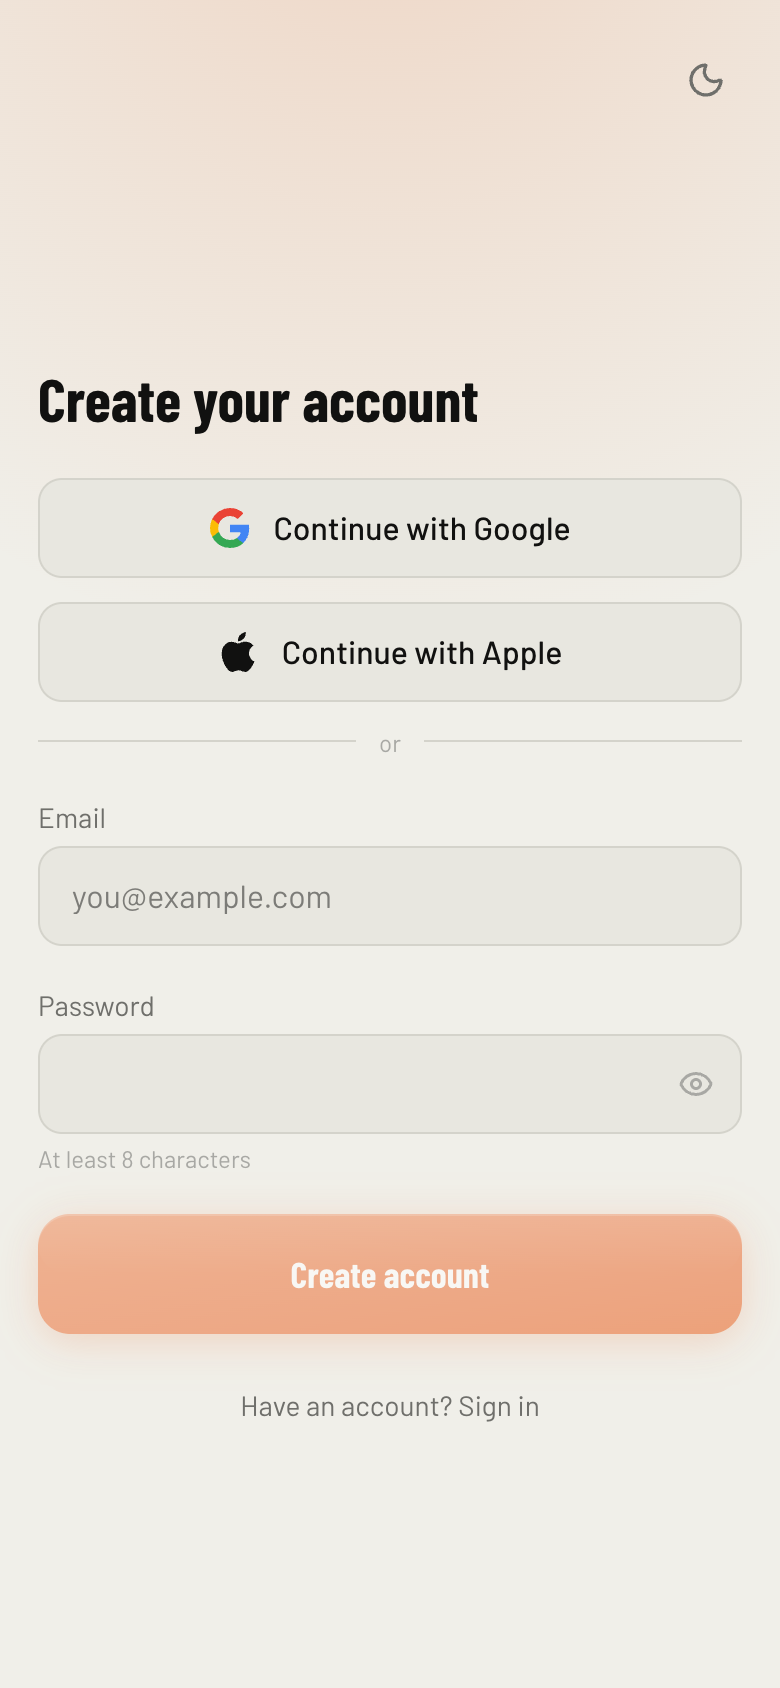 Create your account
Continue with Google
Continue with Apple
or
Email
you@example.com
Password
At least 8 characters
Create account
Have an account? Sign in